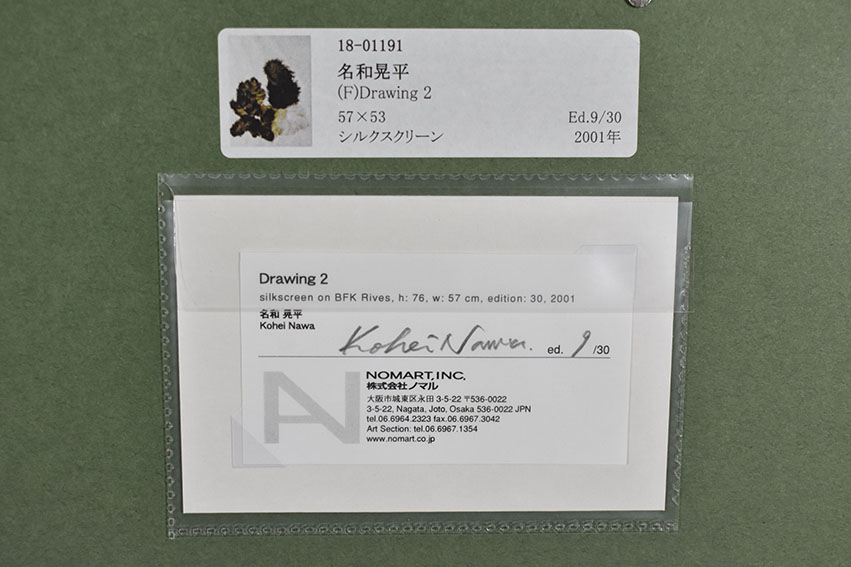 18-01191
名和晃平
(F)Drawing 2
57×53 Ed.9/30
シルクスクリーン 2001年
Drawing 2
silkscreen on BFK Rives, h: 76, w: 57 cm, edition: 30, 2001
名和 晃平
Kohei Nawa
Kohei Nawa. ed. 9 /30
N
NOMART, INC.
株式会社ノマル
大阪市城東区永田 3-5-22 〒536-0022
3-5-22, Nagata, Joto, Osaka 536-0022 JPN
tel.06.6964.2323 fax.06.6967.3042
Art Section: tel.06.6967.1354
www.nomart.co.jp